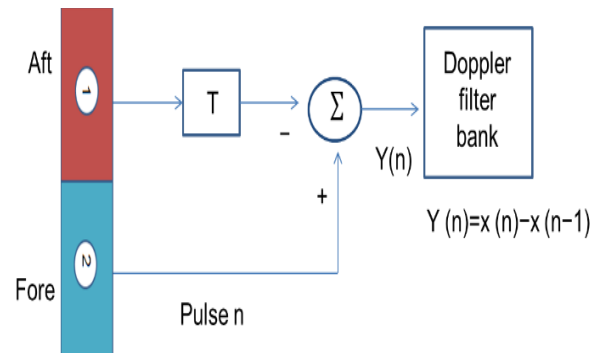 Aft
1
T
Σ
−
Doppler
filter
bank
Y(n)
+
Y (n)=x (n)−x (n−1)
2
Fore
Pulse n